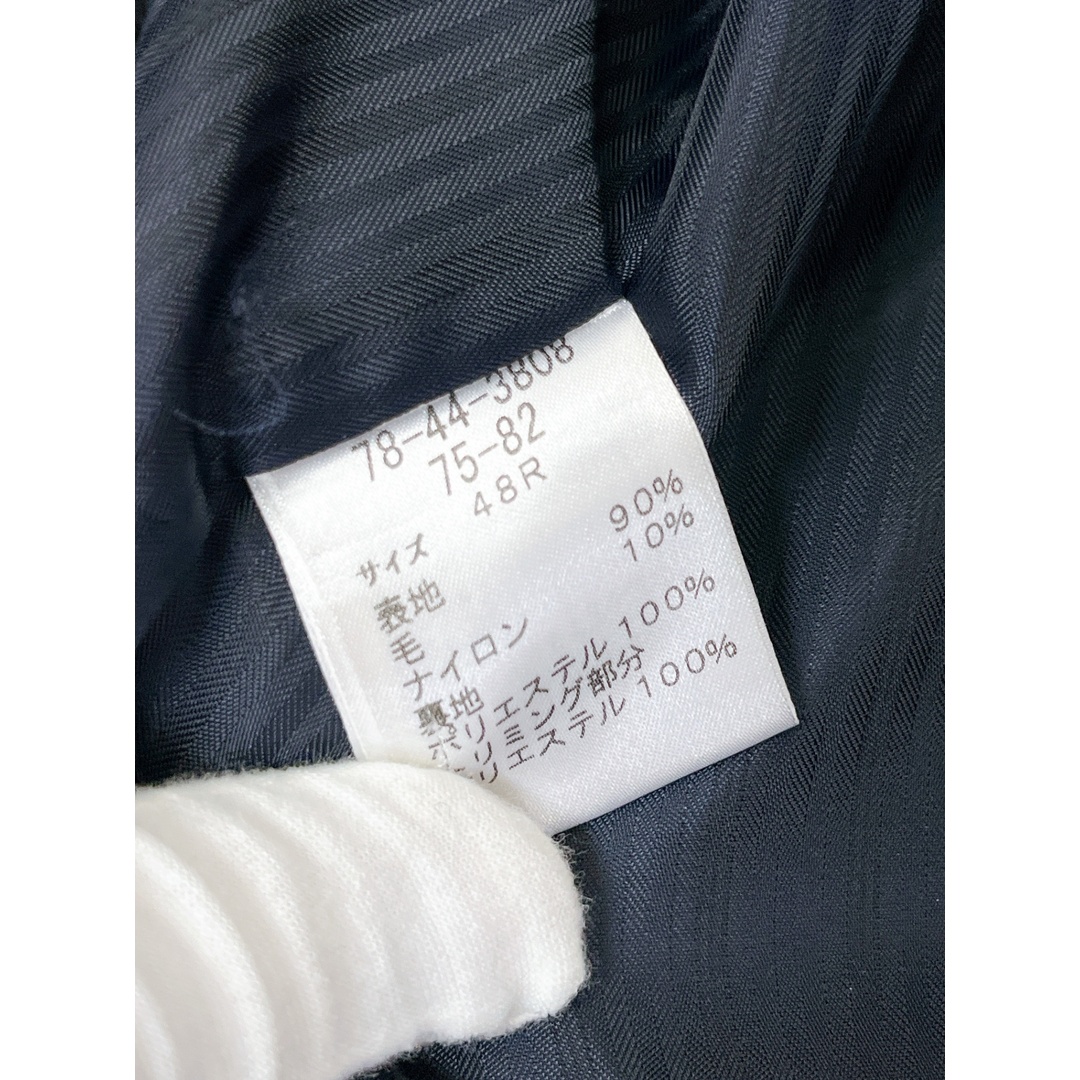 78-44-3808
75-82
サイズ 48R
表地
毛 90%
ナイロン 10%
裏地
ポリエステル 100%
トリミング部分
ポリエステル 100%